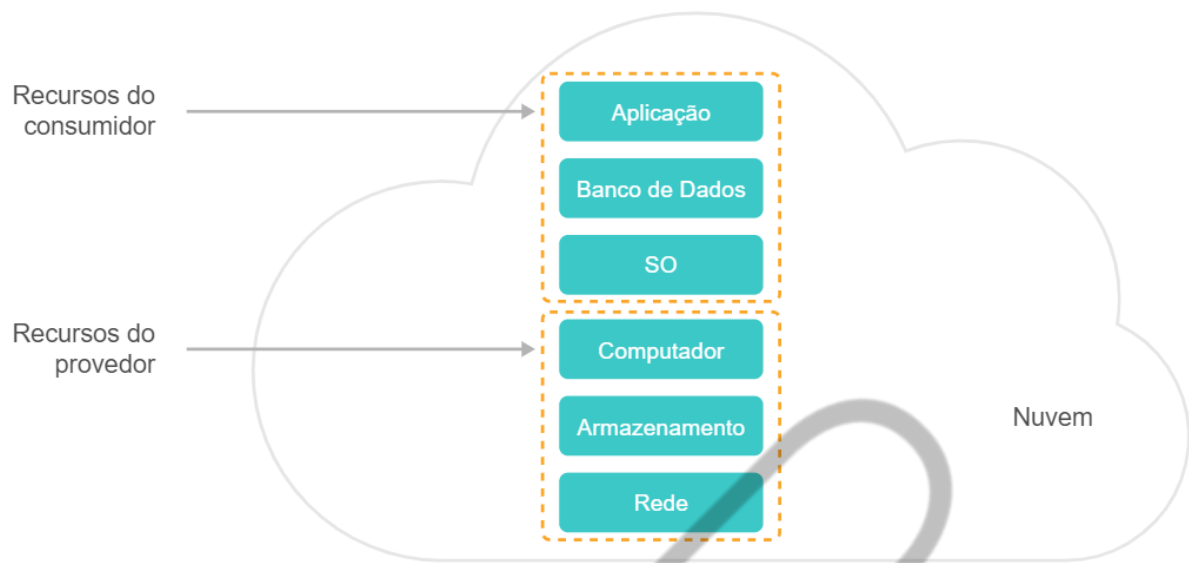 Recursos do
consumidor
Aplicação
Banco de Dados
SO
Recursos do
provedor
Computador
Armazenamento
Rede
Nuvem